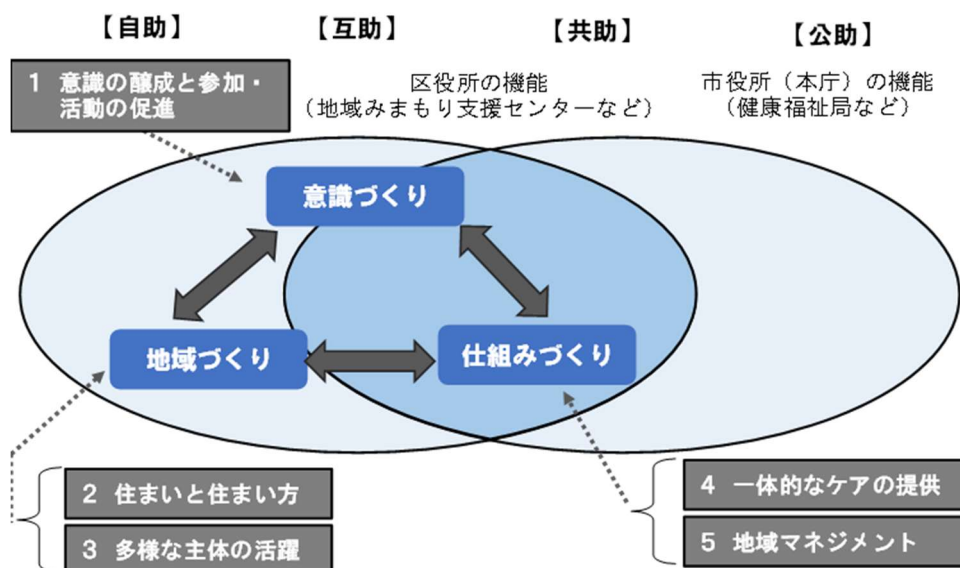 【自助】 【互助】 【共助】 【公助】
1 意識の醸成と参加・
活動の促進
区役所の機能
（地域みまもり支援センターなど）
市役所（本庁）の機能
（健康福祉局など）
意識づくり
地域づくり
仕組みづくり
2 住まいと住まい方
3 多様な主体の活躍
4 一体的なケアの提供
5 地域マネジメント